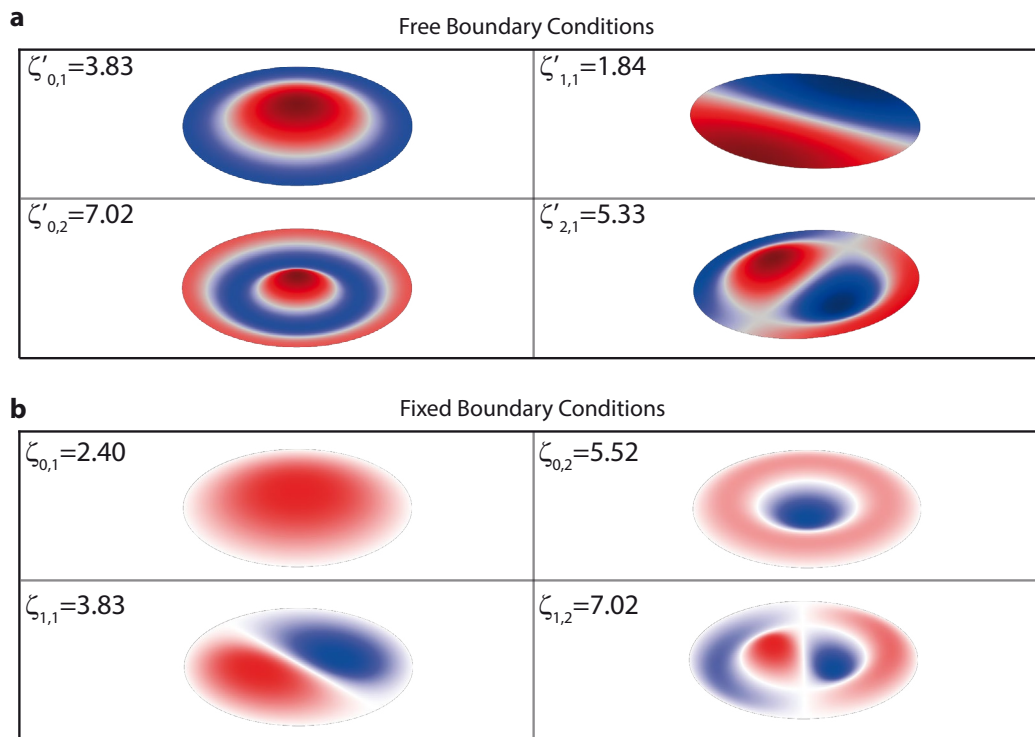 a
Free Boundary Conditions
ζ′0,1=3.83
ζ′1,1=1.84
ζ′0,2=7.02
ζ′2,1=5.33
b
Fixed Boundary Conditions
ζ0,1=2.40
ζ0,2=5.52
ζ1,1=3.83
ζ1,2=7.02